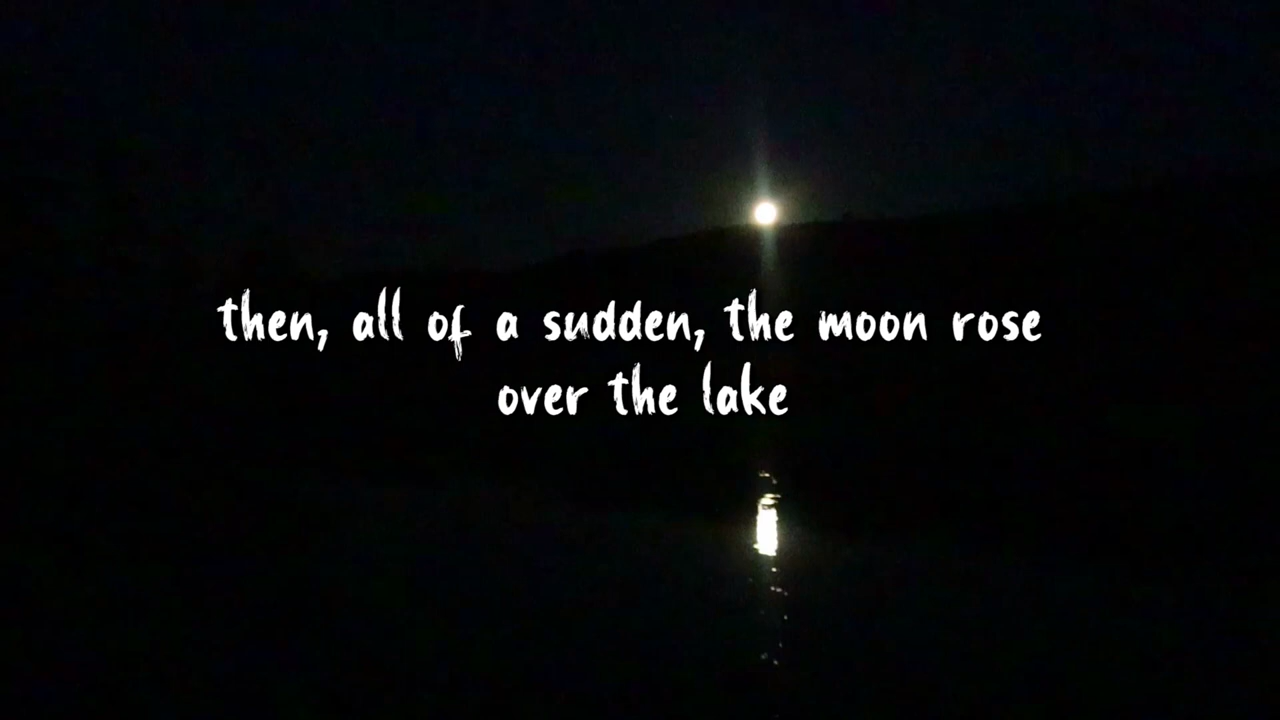 then, all of a sudden, the moon rose
over the lake